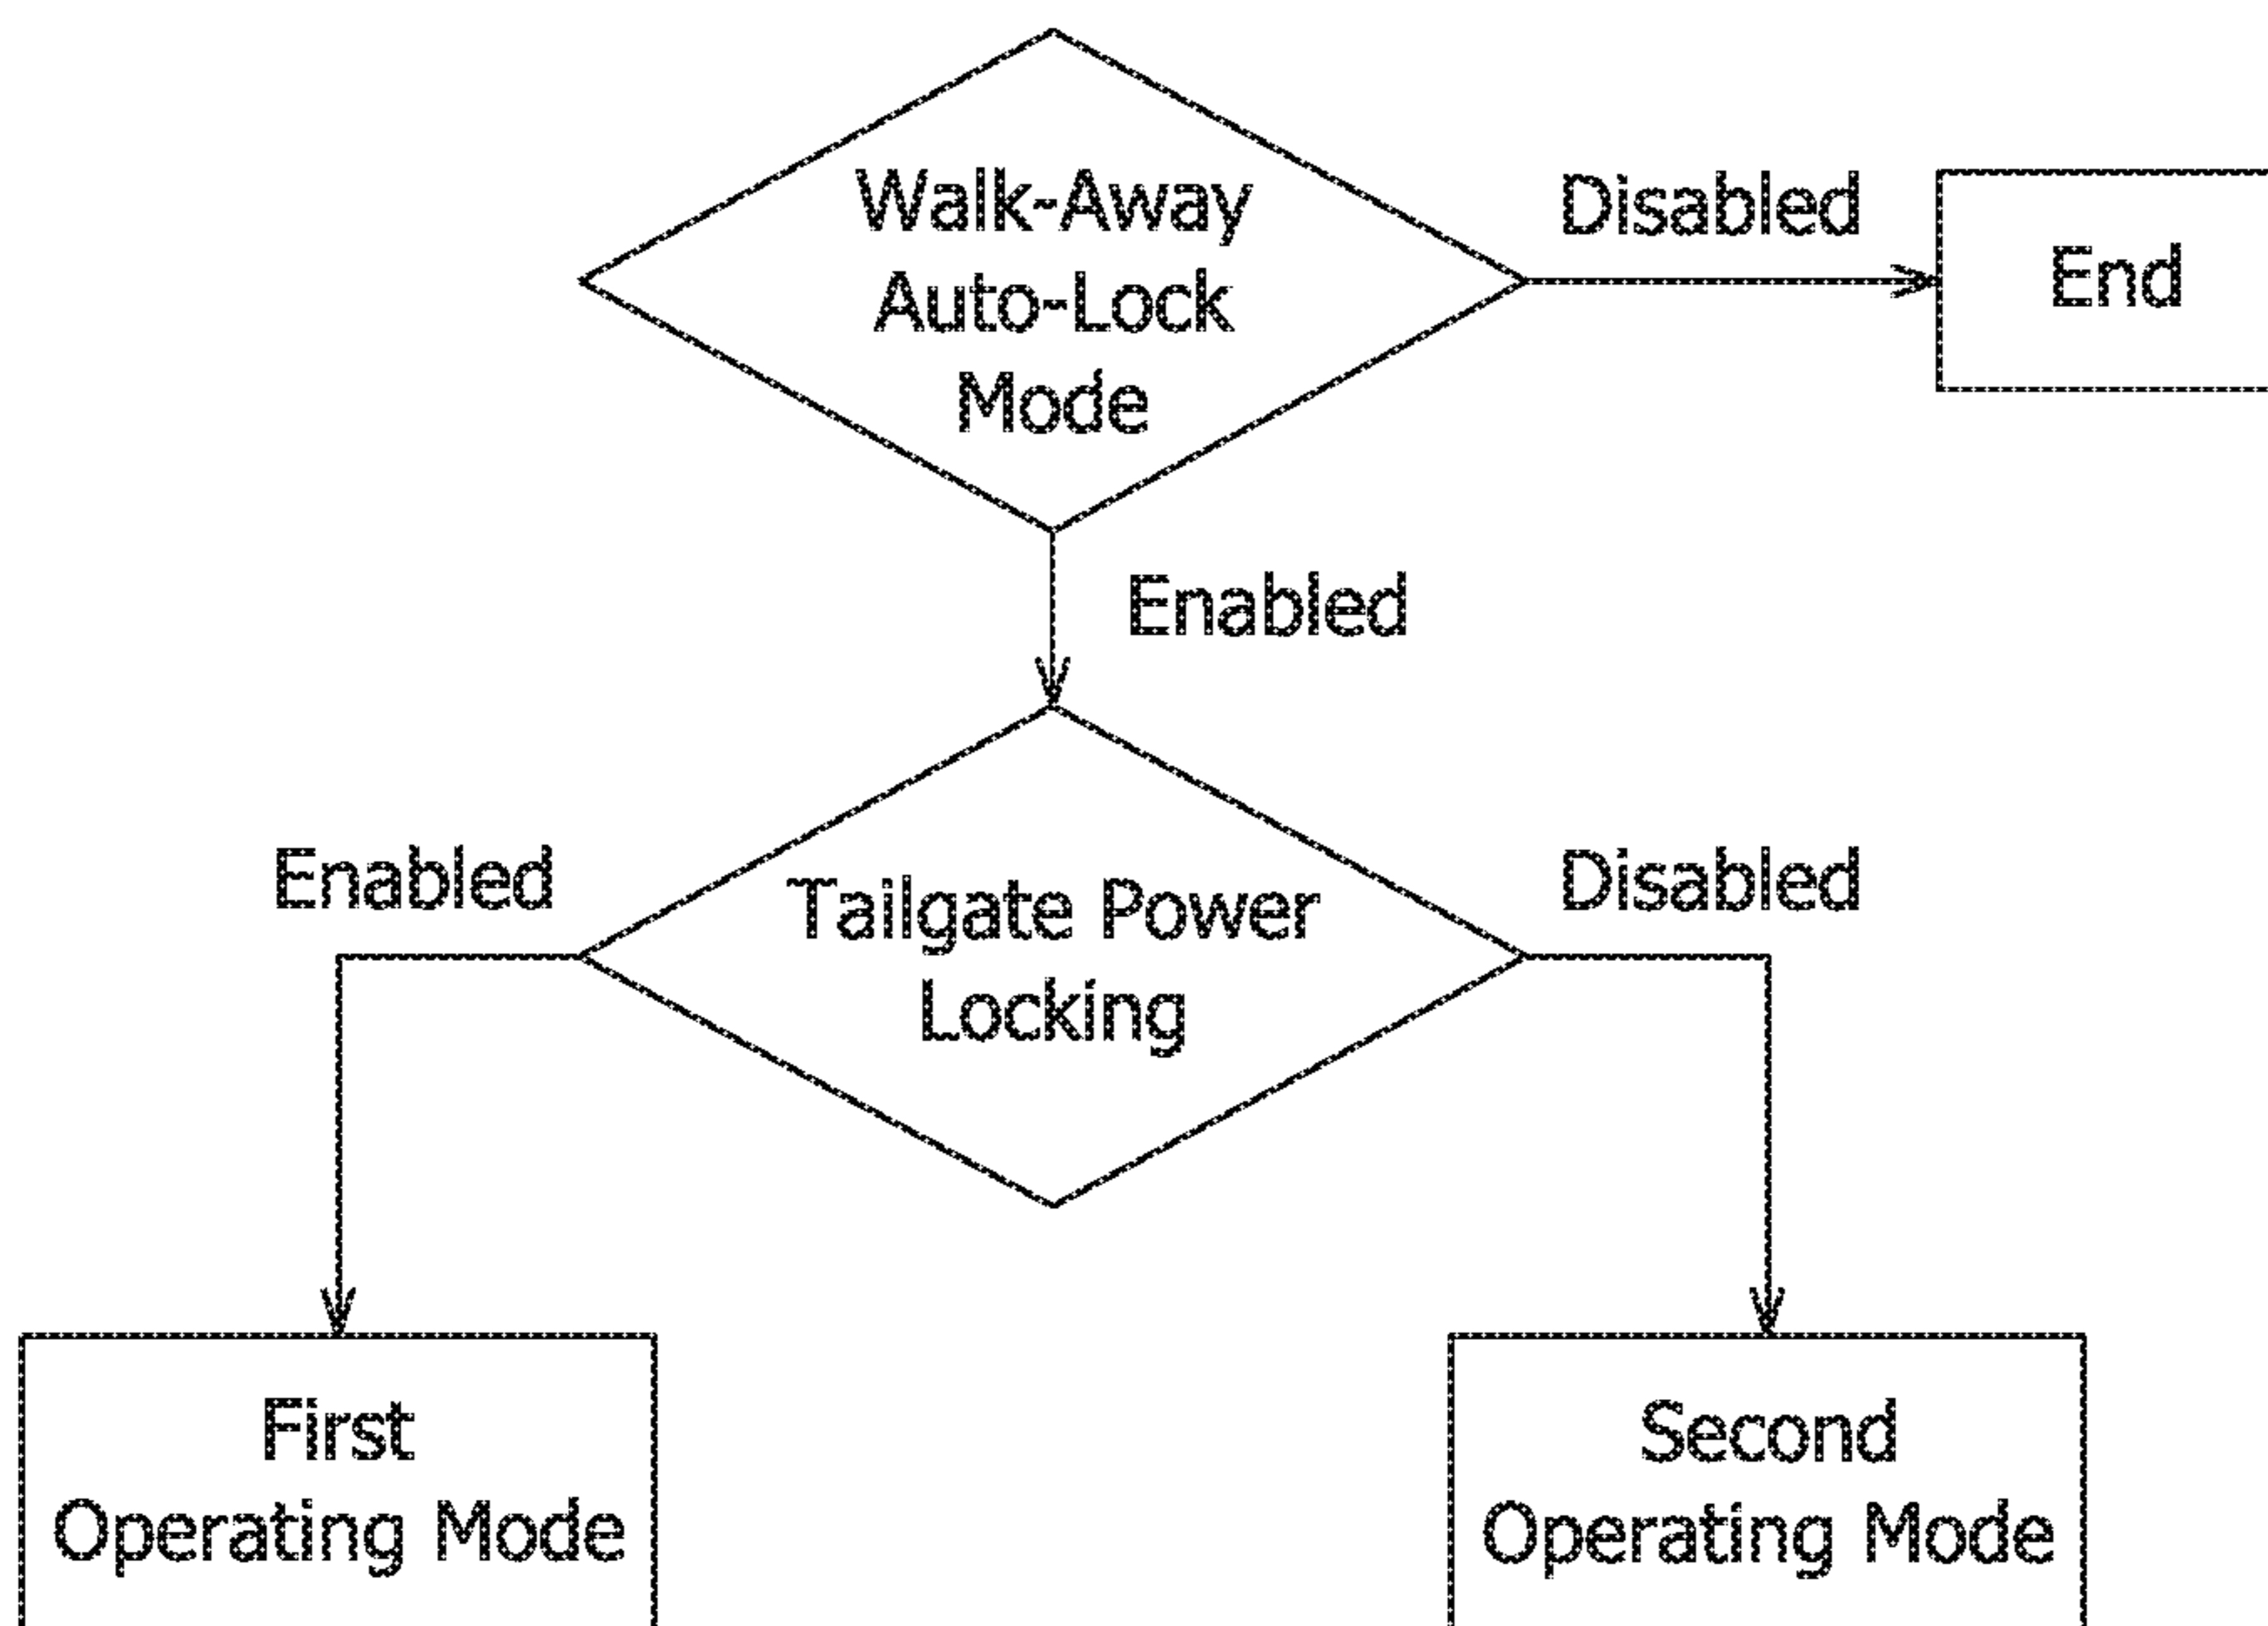 Walk-Away
Auto-Lock
Mode
Disabled
End
Enabled
Enabled
Tailgate Power
Locking
Disabled
First
Operating Mode
Second
Operating Mode